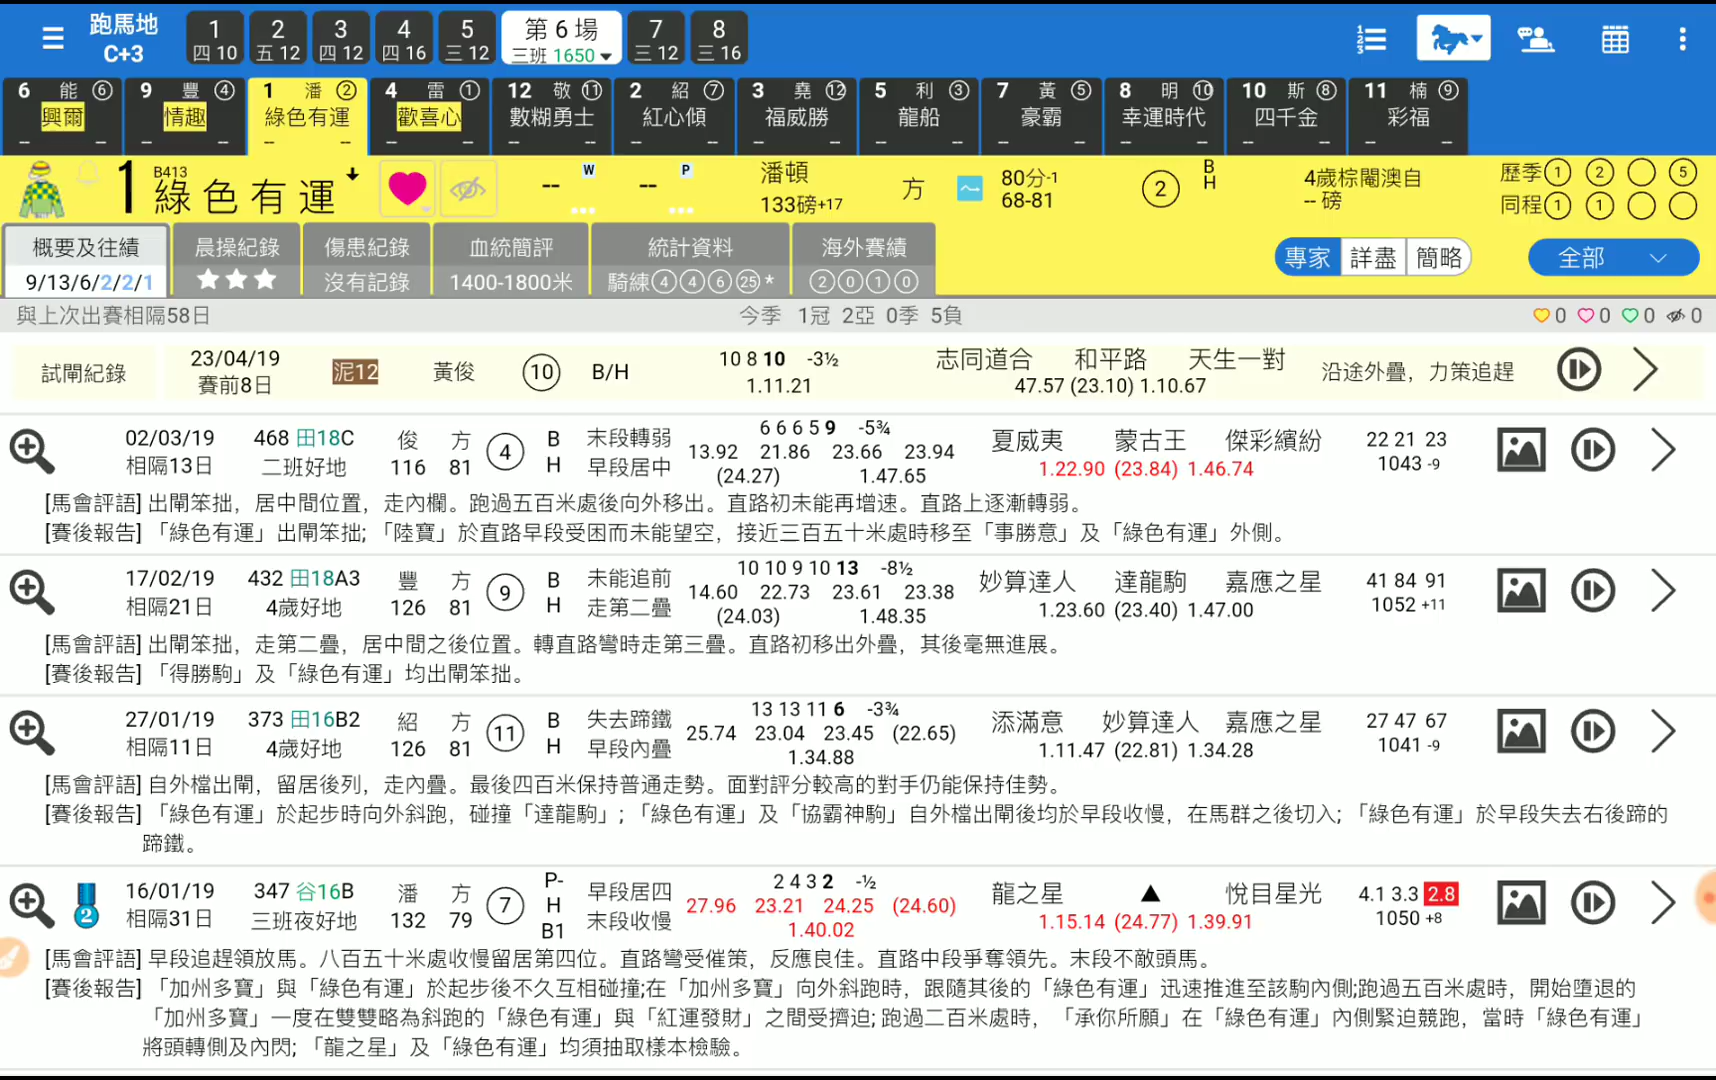 跑馬地
C+3
1 四 10
2 五 12
3 四 12
4 四 16
5 三 12
第 6 場
三班 1650
7 三 12
8 三 16
6 能 ⑥ 興爾 -- --
9 豐 ④ 情趣 -- --
1 潘 ② 綠色有運 -- --
4 雷 ① 歡喜心 -- --
12 敬 ⑪ 數糊勇士 -- --
2 紹 ⑦ 紅心傾 -- --
3 堯 ⑫ 福威勝 -- --
5 利 ③ 龍船 -- --
7 黃 ⑤ 豪霸 -- --
8 明 ⑩ 幸運時代 -- --
10 斯 ⑧ 四千金 -- --
11 楠 ⑨ 彩福 -- --
1 B413 綠色有運
-- W -- P
潘頓 133磅+17
方
80分-1 68-81
② B H
4歲棕閹澳自
-- 磅
歷季 ① ② ◯ ⑤
同程 ① ① ◯ ◯
概要及往績 9/13/6/2/2/1
晨操紀錄 ★★★
傷患紀錄 沒有記錄
血統簡評 1400-1800米
統計資料 騎練④④⑥㉕*
海外賽績 ②⓪①⓪
專家 詳盡 簡略
全部
與上次出賽相隔58日 今季 1冠 2亞 0季 5負 0 0 0 0
試閘紀錄 23/04/19 泥12 黃俊 ⑩ B/H 10 8 10 -3½ 志同道合 和平路 天生一對 沿途外疊，力策追趕
賽前8日 1.11.21 47.57 (23.10) 1.10.67
02/03/19 468 田18C 俊 方 ④ B 末段轉弱 6 6 6 5 9 -5¾ 夏威夷 蒙古王 傑彩繽紛 22 21 23
相隔13日 二班好地 116 81 H 早段居中 13.92 21.86 23.66 23.94 1.22.90 (23.84) 1.46.74 1043 -9
(24.27) 1.47.65
[馬會評語] 出閘笨拙，居中間位置，走內欄。跑過五百米處後向外移出。直路初未能再增速。直路上逐漸轉弱。
[賽後報告] 「綠色有運」出閘笨拙；「陸寶」於直路早段受困而未能望空，接近三百五十米處時移至「事勝意」及「綠色有運」外側。
17/02/19 432 田18A3 豐 方 ⑨ B 未能追前 10 10 9 10 13 -8½ 妙算達人 達龍駒 嘉應之星 41 84 91
相隔21日 4歲好地 126 81 H 走第二疊 14.60 22.73 23.61 23.38 1.23.60 (23.40) 1.47.00 1052 +11
(24.03) 1.48.35
[馬會評語] 出閘笨拙，走第二疊，居中間之後位置。轉直路彎時走第三疊。直路初移出外疊，其後毫無進展。
[賽後報告] 「得勝駒」及「綠色有運」均出閘笨拙。
27/01/19 373 田16B2 紹 方 ⑪ B 失去蹄鐵 13 13 11 6 -3¾ 添滿意 妙算達人 嘉應之星 27 47 67
相隔11日 4歲好地 126 81 H 早段內疊 25.74 23.04 23.45 (22.65) 1.11.47 (22.81) 1.34.28 1041 -9
1.34.88
[馬會評語] 自外檔出閘，留居後列，走內疊。最後四百米保持普通走勢。面對評分較高的對手仍能保持佳勢。
[賽後報告] 「綠色有運」於起步時向外斜跑，碰撞「達龍駒」；「綠色有運」及「協霸神駒」自外檔出閘後均於早段收慢，在馬群之後切入；「綠色有運」於早段失去右後蹄的
蹄鐵。
2 16/01/19 347 谷16B 潘 方 ⑦ P- H B1 早段居四 2 4 3 2 -½ 龍之星 ▲ 悅目星光 4.1 3.3 2.8
相隔31日 三班夜好地 132 79 末段收慢 27.96 23.21 24.25 (24.60) 1.15.14 (24.77) 1.39.91 1050 +8
1.40.02
[馬會評語] 早段追趕領放馬。八百五十米處收慢留居第四位。直路彎受催策，反應良佳。直路中段爭奪領先。末段不敵頭馬。
[賽後報告] 「加州多寶」與「綠色有運」於起步後不久互相碰撞；在「加州多寶」向外斜跑時，跟隨其後的「綠色有運」迅速推進至該駒內側；跑過五百米處時，開始墮退的
「加州多寶」一度在雙雙略為斜跑的「綠色有運」與「紅運發財」之間受擠迫；跑過二百米處時，「承你所願」在「綠色有運」內側緊迫競跑，當時「綠色有運」
將頭轉側及內閃；「龍之星」及「綠色有運」均須抽取樣本檢驗。